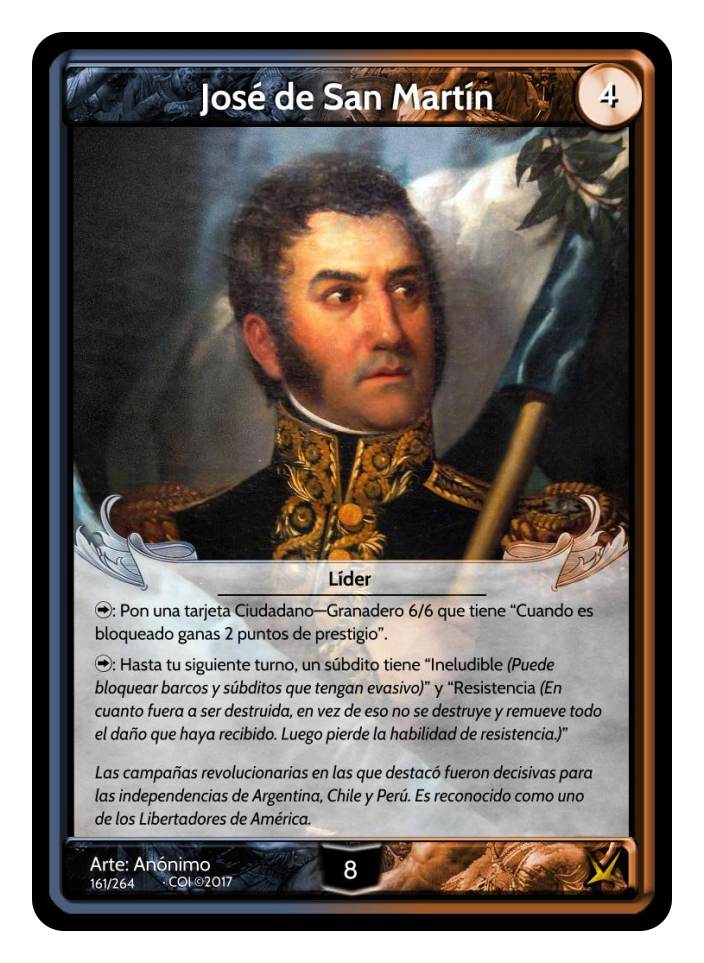 José de San Martín
4
Líder
: Pon una tarjeta Ciudadano—Granadero 6/6 que tiene “Cuando es
bloqueado ganas 2 puntos de prestigio”.
: Hasta tu siguiente turno, un súbdito tiene “Ineludible (Puede
bloquear barcos y súbditos que tengan evasivo)” y “Resistencia (En
cuanto fuera a ser destruida, en vez de eso no se destruye y remueve todo
el daño que haya recibido. Luego pierde la habilidad de resistencia.)”
Las campañas revolucionarias en las que destacó fueron decisivas para
las independencias de Argentina, Chile y Perú. Es reconocido como uno
de los Libertadores de América.
Arte: Anónimo
161/264 · COI©2017
8